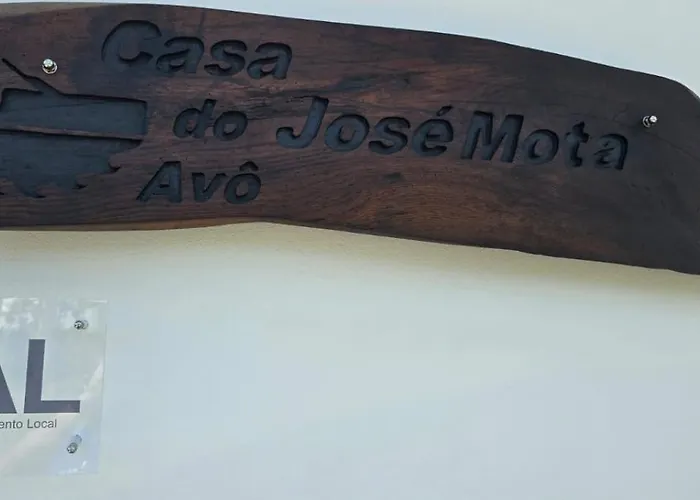 Casa
do José Mota
Avô
AL
ento Local